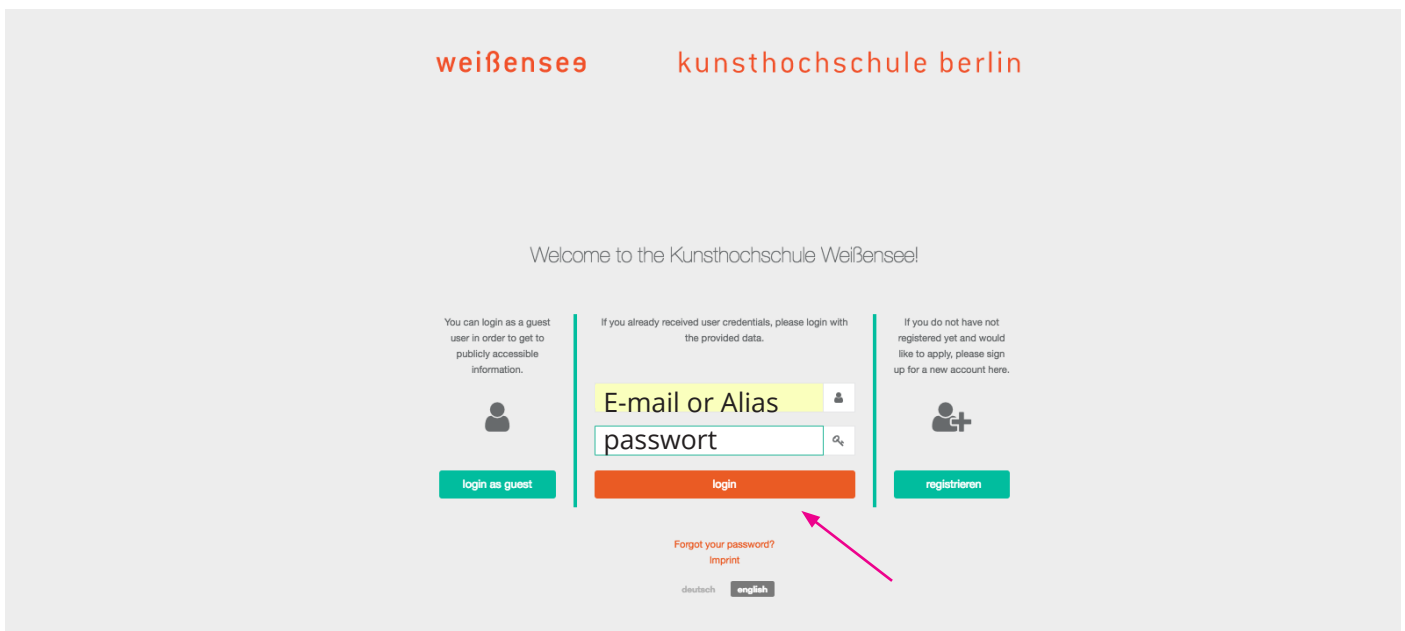 weißensee kunsthochschule berlin
Welcome to the Kunsthochschule Weißensee!
You can login as a guest
user in order to get to
publicly accessible
information.
login as guest
If you already received user credentials, please login with
the provided data.
E-mail or Alias
passwort
login
If you do not have not
registered yet and would
like to apply, please sign
up for a new account here.
registrieren
Forgot your password?
Imprint
deutsch english